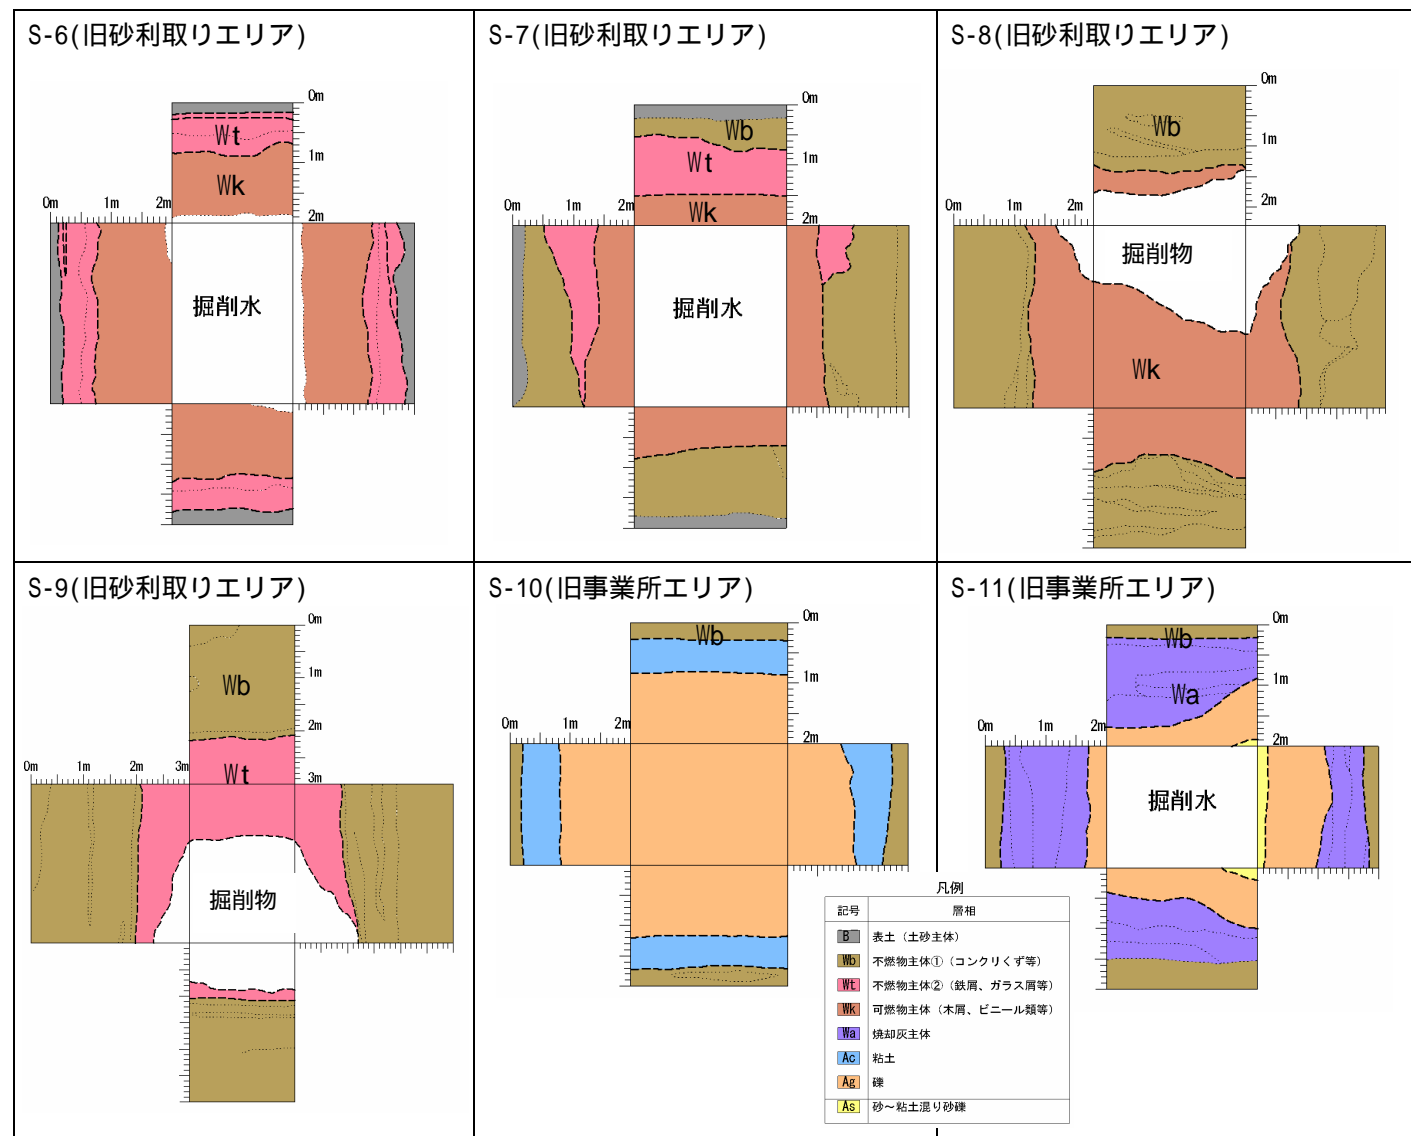 S-6(旧砂利取りエリア)
0m
Wt
1m
Wk
0m 1m 2m
2m
掘削水
S-7(旧砂利取りエリア)
0m
Wb
Wt
1m
Wk
0m 1m 2m
2m
掘削水
S-8(旧砂利取りエリア)
0m
Wb
1m
2m
0m 1m 2m
掘削物
Wk
S-9(旧砂利取りエリア)
0m
Wb
1m
2m
Wt
0m 1m 3m
3m
掘削物
S-10(旧事業所エリア)
0m
Wb
1m
0m 1m 2m
2m
S-11(旧事業所エリア)
0m
Wb
Wa
1m
0m 1m 2m
2m
掘削水
凡例
記号 層相
B 表土（土砂主体）
Wb 不燃物主体①（コンクリくず等）
Wt 不燃物主体②（鉄屑、ガラス屑等）
Wk 可燃物主体（木屑、ビニール類等）
Wa 焼却灰主体
Ac 粘土
Ag 礫
As 砂～粘土混り砂礫